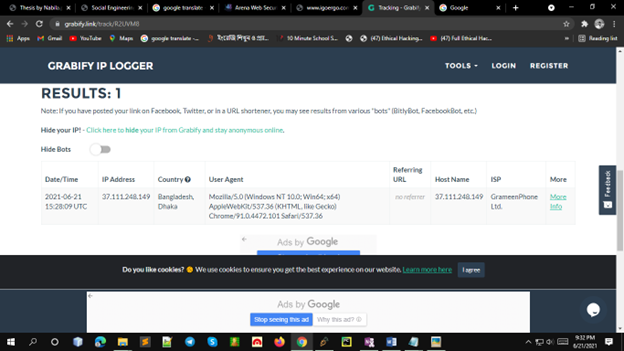 Thesis by Nabila
Social Engineer
google translate
Arena Web Secu
www.igoergo.com
Tracking - Grabify
Google
grabify.link/track/R2UVM8
Apps
Gmail
YouTube
Maps
google translate -...
ইংরেজি শিখুন ও প্র...
10 Minute School S...
(47) Ethical Hacking...
(47) Full Ethical Hac...
Reading list
GRABIFY IP LOGGER
TOOLS
LOGIN
REGISTER
RESULTS: 1
Note: If you have posted your link on Facebook, Twitter, or in a URL shortener, you may see results from various "bots" (BitlyBot, FacebookBot, etc.)
Hide your IP! - Click here to hide your IP from Grabify and stay anonymous online.
Hide Bots
Date/Time IP Address Country User Agent Referring URL Host Name ISP More
2021-06-21 15:28:09 UTC
37.111.248.149
Bangladesh, Dhaka
Mozilla/5.0 (Windows NT 10.0; Win64; x64)
AppleWebKit/537.36 (KHTML, like Gecko)
Chrome/91.0.4472.101 Safari/537.36
no referrer
37.111.248.149
GrameenPhone Ltd.
More Info
Feedback
Ads by Google
Do you like cookies? We use cookies to ensure you get the best experience on our website. Learn more here
I agree
Ads by Google
Stop seeing this ad
Why this ad?
9:32 PM
6/21/2021